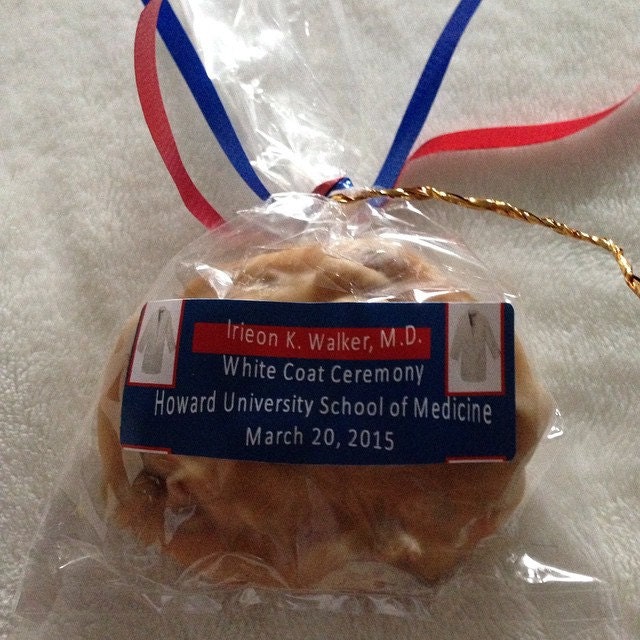 Irieon K. Walker, M.D.
White Coat Ceremony
Howard University School of Medicine
March 20, 2015